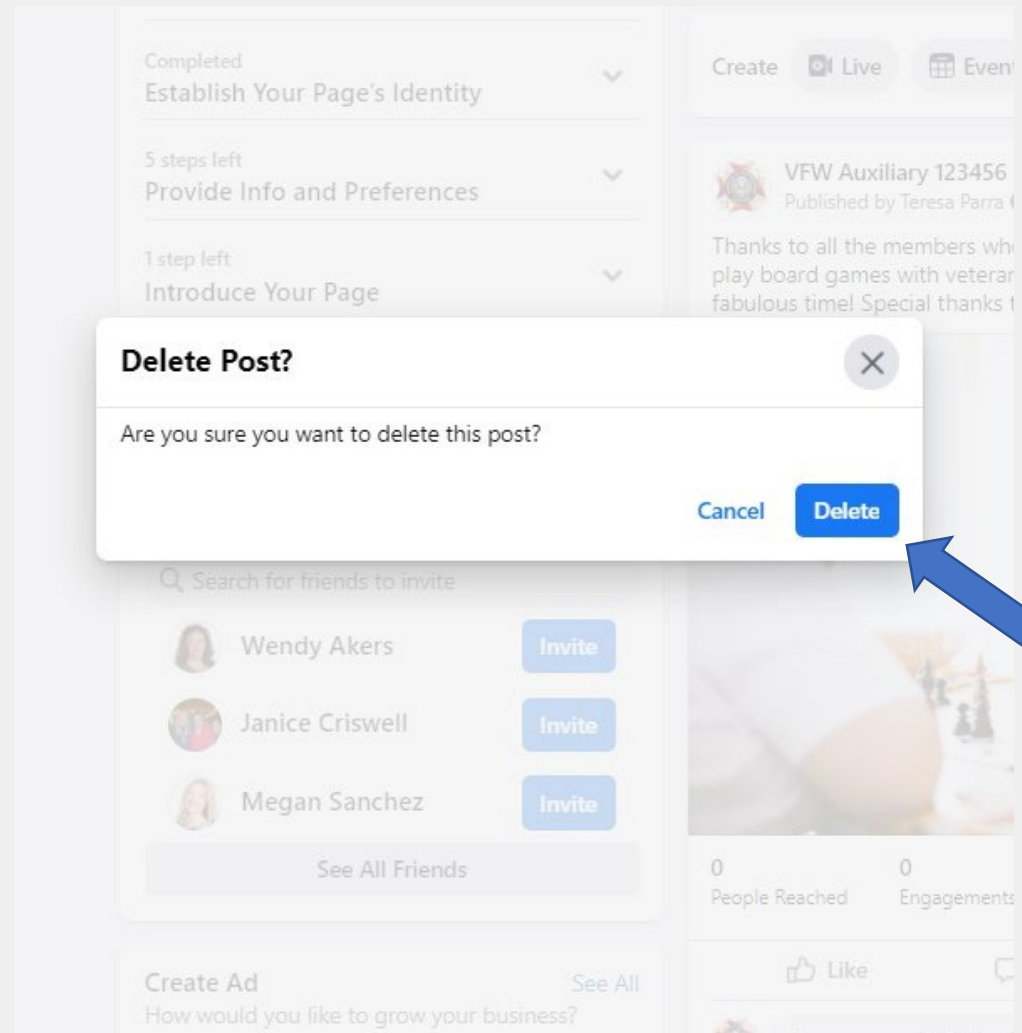 Completed
Establish Your Page's Identity
5 steps left
Provide Info and Preferences
1 step left
Introduce Your Page
Create Live
VFW Auxiliary 123456
Published by Teresa Parra
Thanks to all the members
play board games with
fabulous time! Special thanks
Delete Post?
Are you sure you want to delete this post?
Cancel Delete
Search for friends to invite
Wendy Akers Invite
Janice Criswell Invite
Megan Sanchez Invite
See All Friends
0 0
People Reached Engagements
Like
Create Ad See All
How would you like to grow your business?